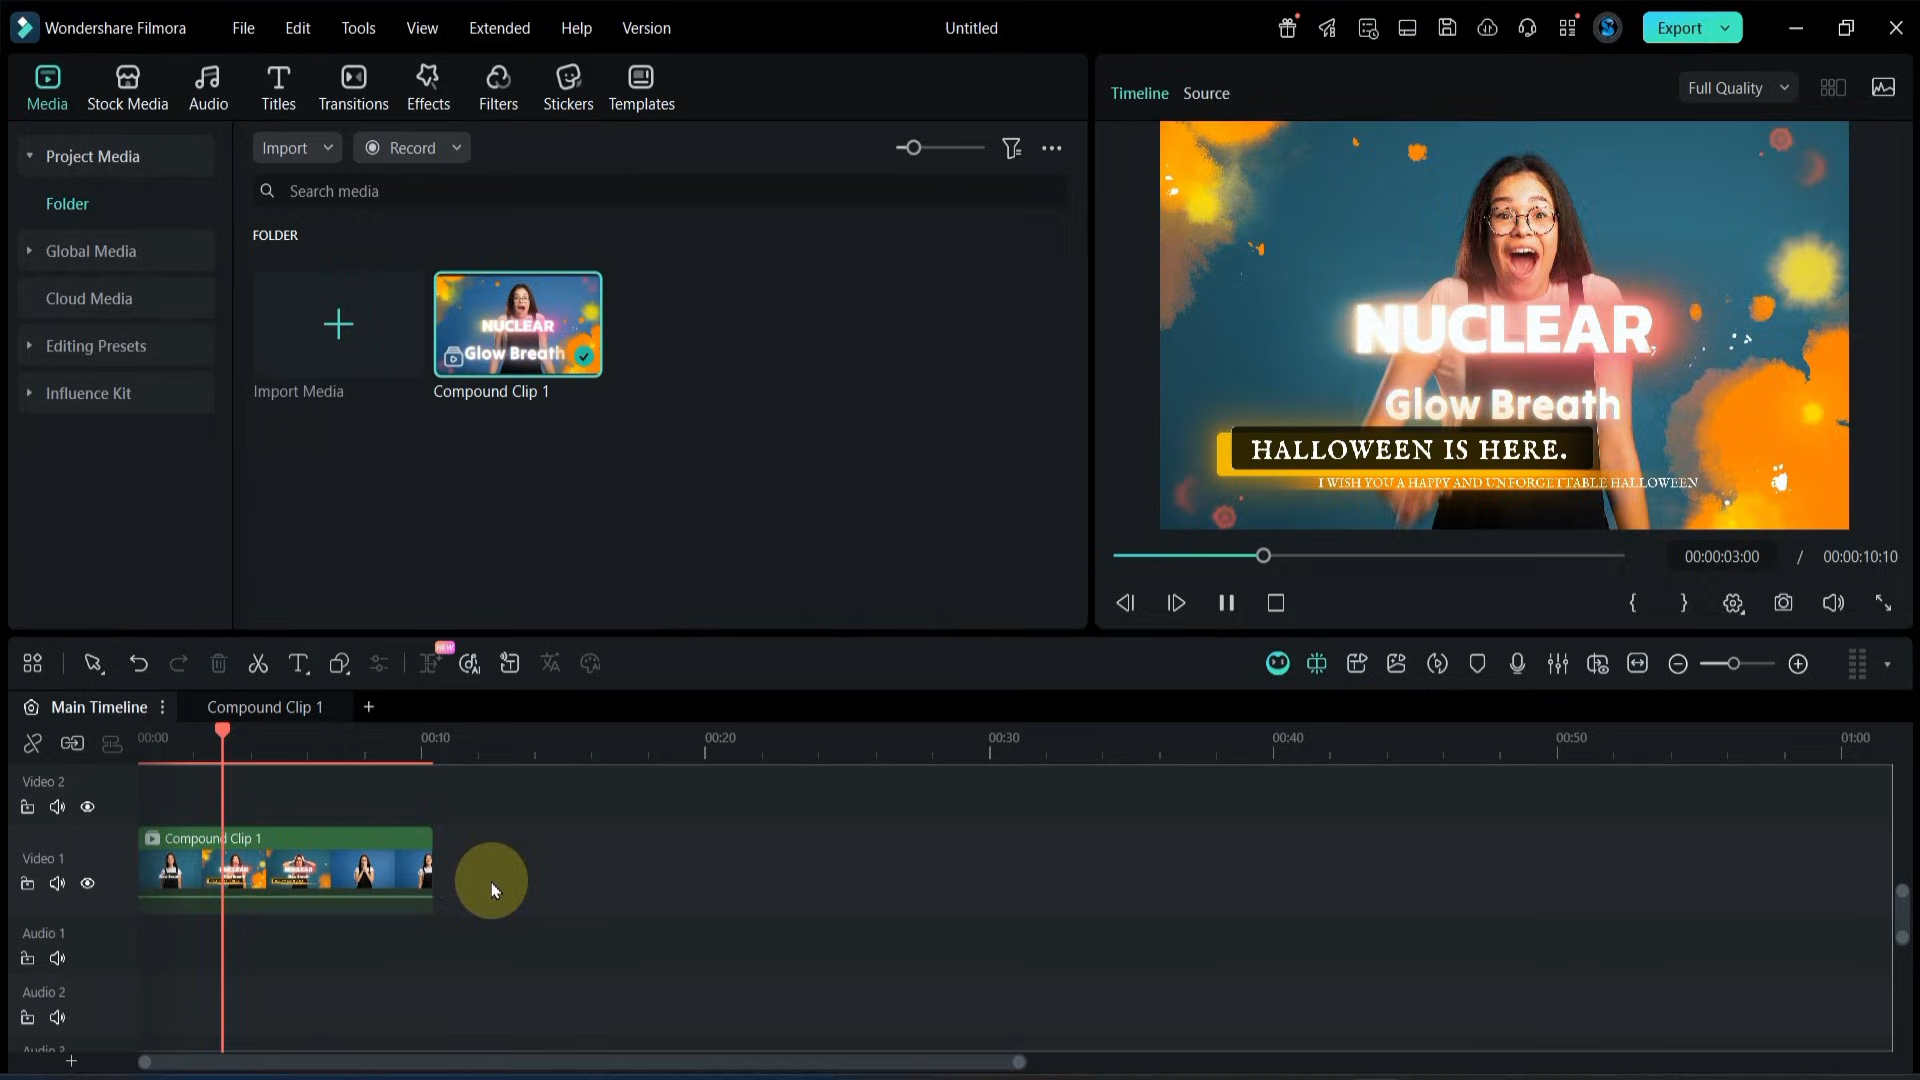 Wondershare Filmora File Edit Tools View Extended Help Version Untitled Export
Media Stock Media Audio Titles Transitions Effects Filters Stickers Templates
Timeline Source Full Quality
Project Media
Folder
Global Media
Cloud Media
Editing Presets
Influence Kit
Import Record
Search media
FOLDER
NUCLEAR
Glow Breath
Import Media Compound Clip 1
NUCLEAR
Glow Breath
HALLOWEEN IS HERE.
I WISH YOU A HAPPY AND UNFORGETTABLE HALLOWEEN
00:00:03:00 / 00:00:10:10
NEW
Main Timeline Compound Clip 1
00:00 00:10 00:20 00:30 00:40 00:50 01:00
Video 2
Compound Clip 1
Video 1
Audio 1
Audio 2